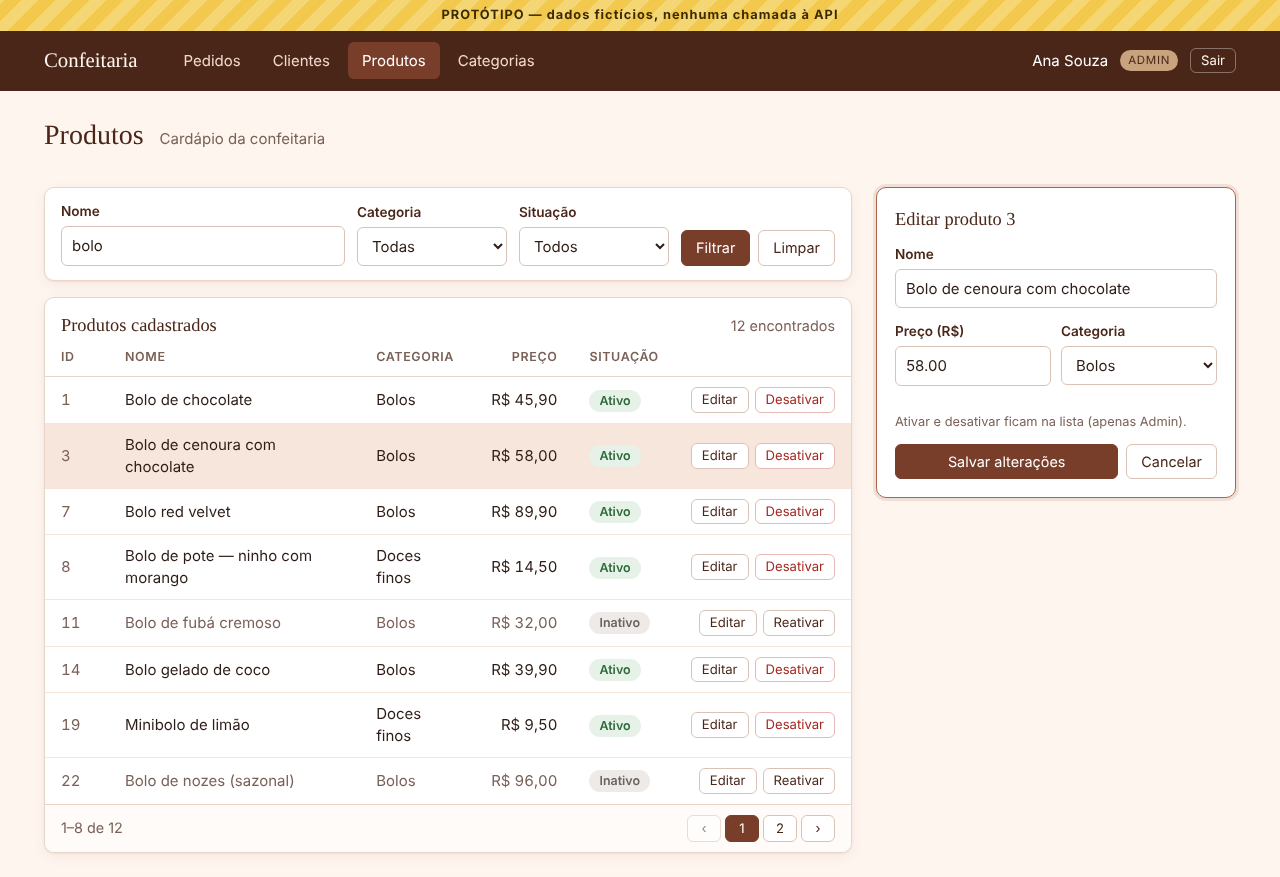 PROTÓTIPO — dados fictícios, nenhuma chamada à API
Confeitaria Pedidos Clientes Produtos Categorias Ana Souza ADMIN Sair
Produtos Cardápio da confeitaria
Nome Categoria Situação
bolo Todas Todos Filtrar Limpar
Produtos cadastrados 12 encontrados
ID NOME CATEGORIA PREÇO SITUAÇÃO
1 Bolo de chocolate Bolos R$ 45,90 Ativo Editar Desativar
3 Bolo de cenoura com
chocolate Bolos R$ 58,00 Ativo Editar Desativar
7 Bolo red velvet Bolos R$ 89,90 Ativo Editar Desativar
8 Bolo de pote — ninho com
morango Doces
finos R$ 14,50 Ativo Editar Desativar
11 Bolo de fubá cremoso Bolos R$ 32,00 Inativo Editar Reativar
14 Bolo gelado de coco Bolos R$ 39,90 Ativo Editar Desativar
19 Minibolo de limão Doces
finos R$ 9,50 Ativo Editar Desativar
22 Bolo de nozes (sazonal) Bolos R$ 96,00 Inativo Editar Reativar
1–8 de 12 ‹ 1 2 ›
Editar produto 3
Nome
Bolo de cenoura com chocolate
Preço (R$) Categoria
58.00 Bolos
Ativar e desativar ficam na lista (apenas Admin).
Salvar alterações Cancelar